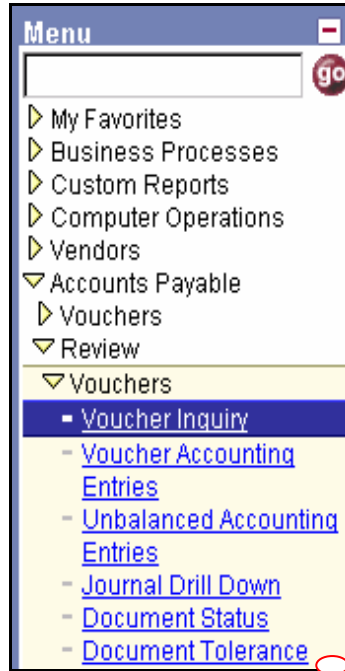 Menu
go
My Favorites
Business Processes
Custom Reports
Computer Operations
Vendors
Accounts Payable
Vouchers
Review
Vouchers
Voucher Inquiry
Voucher Accounting
Entries
Unbalanced Accounting
Entries
Journal Drill Down
Document Status
Document Tolerance